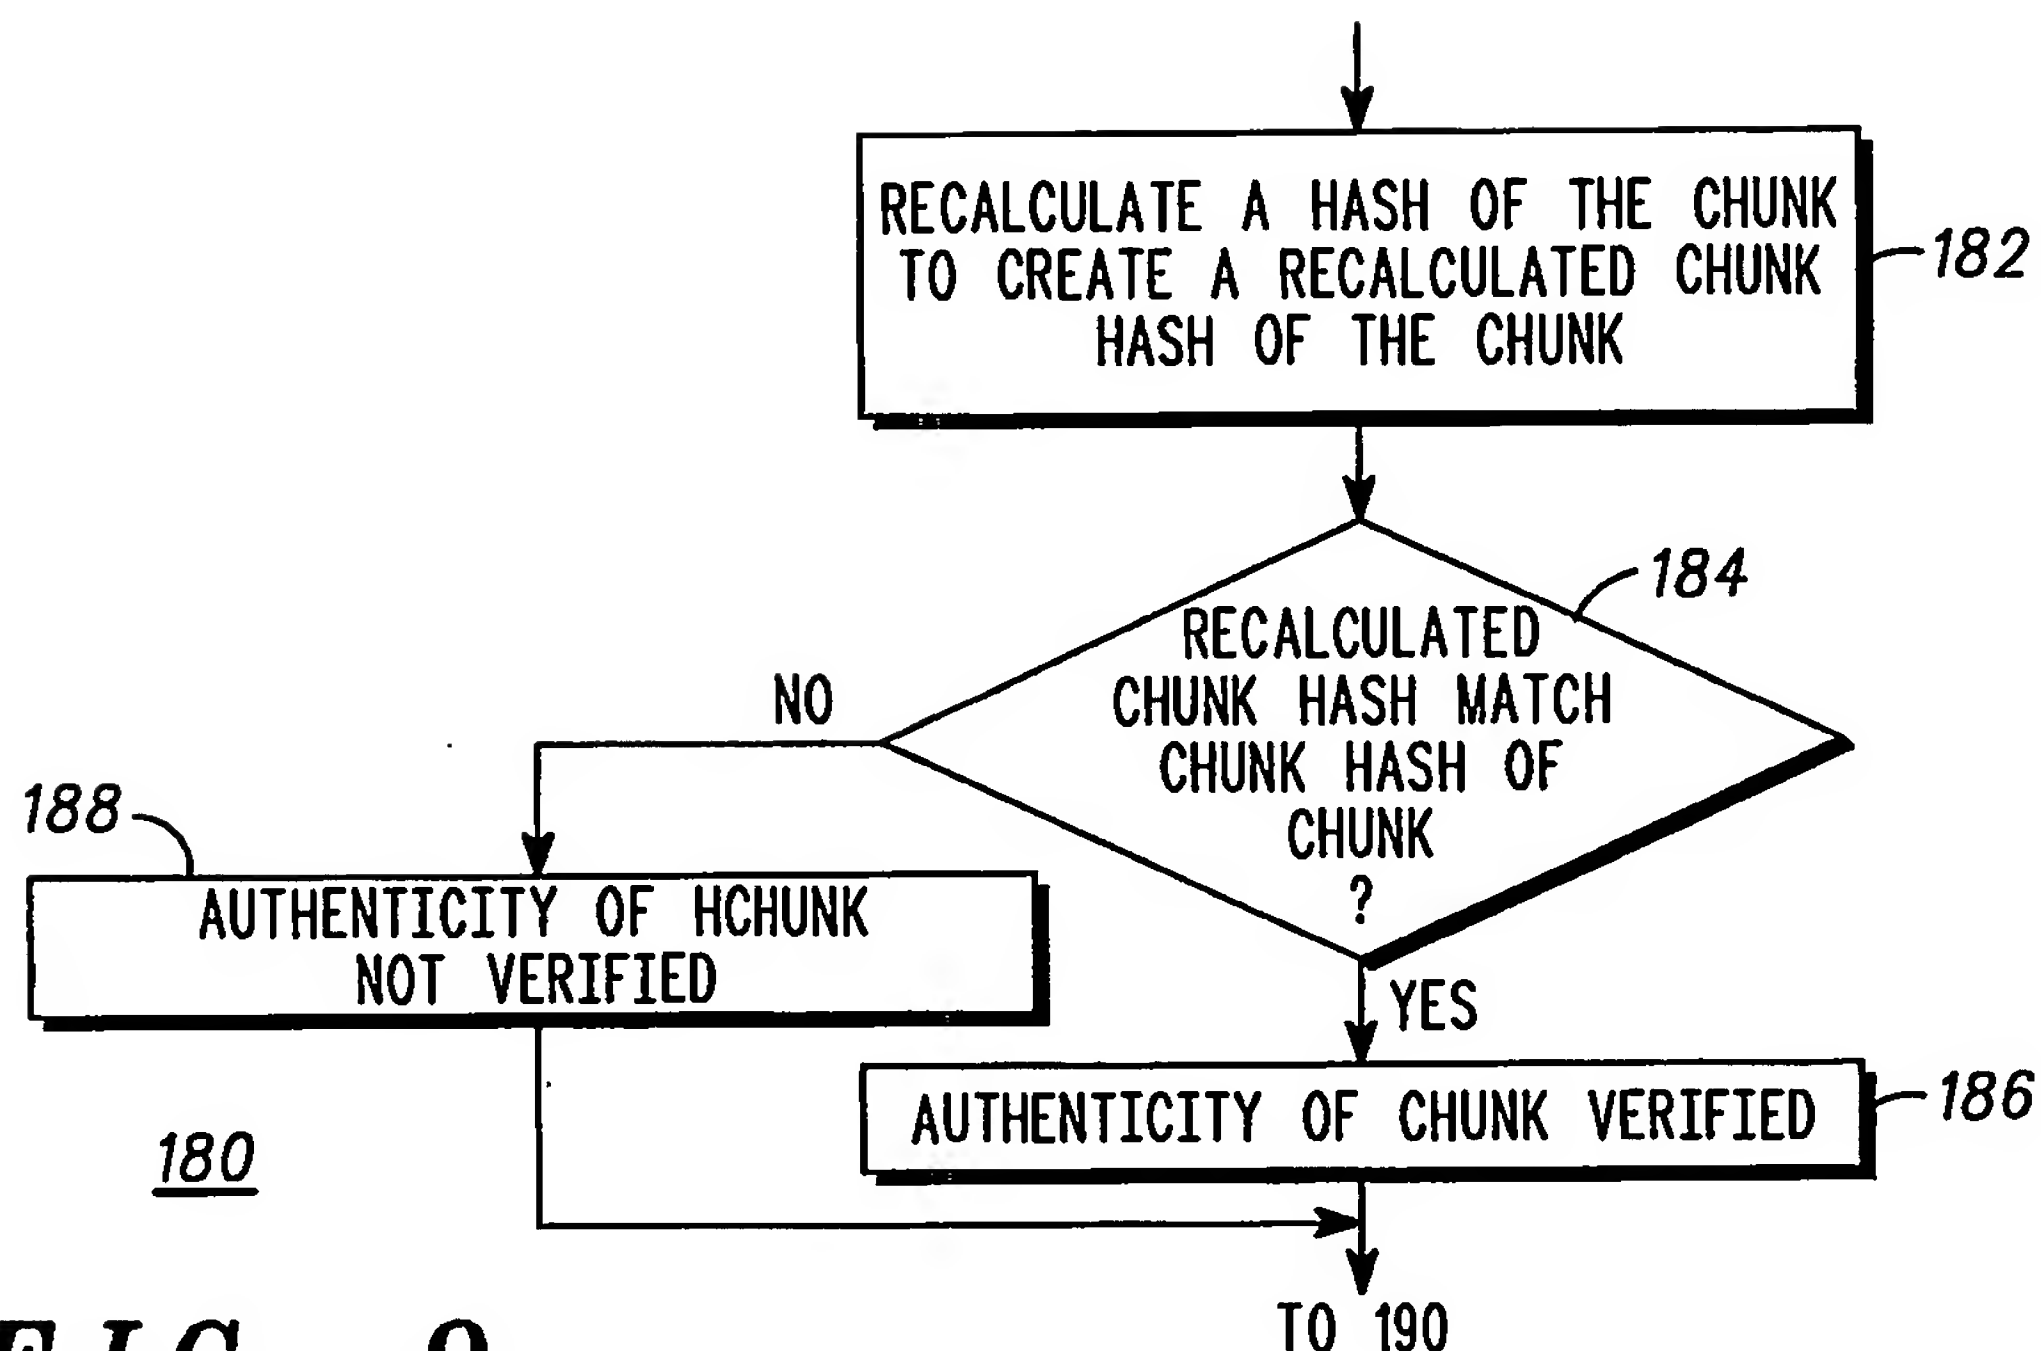 RECALCULATE A HASH OF THE CHUNK
TO CREATE A RECALCULATED CHUNK
HASH OF THE CHUNK
182
184
RECALCULATED
CHUNK HASH MATCH
CHUNK HASH OF
CHUNK
?
NO
188
AUTHENTICITY OF HCHUNK
NOT VERIFIED
YES
AUTHENTICITY OF CHUNK VERIFIED
186
180
TO 190